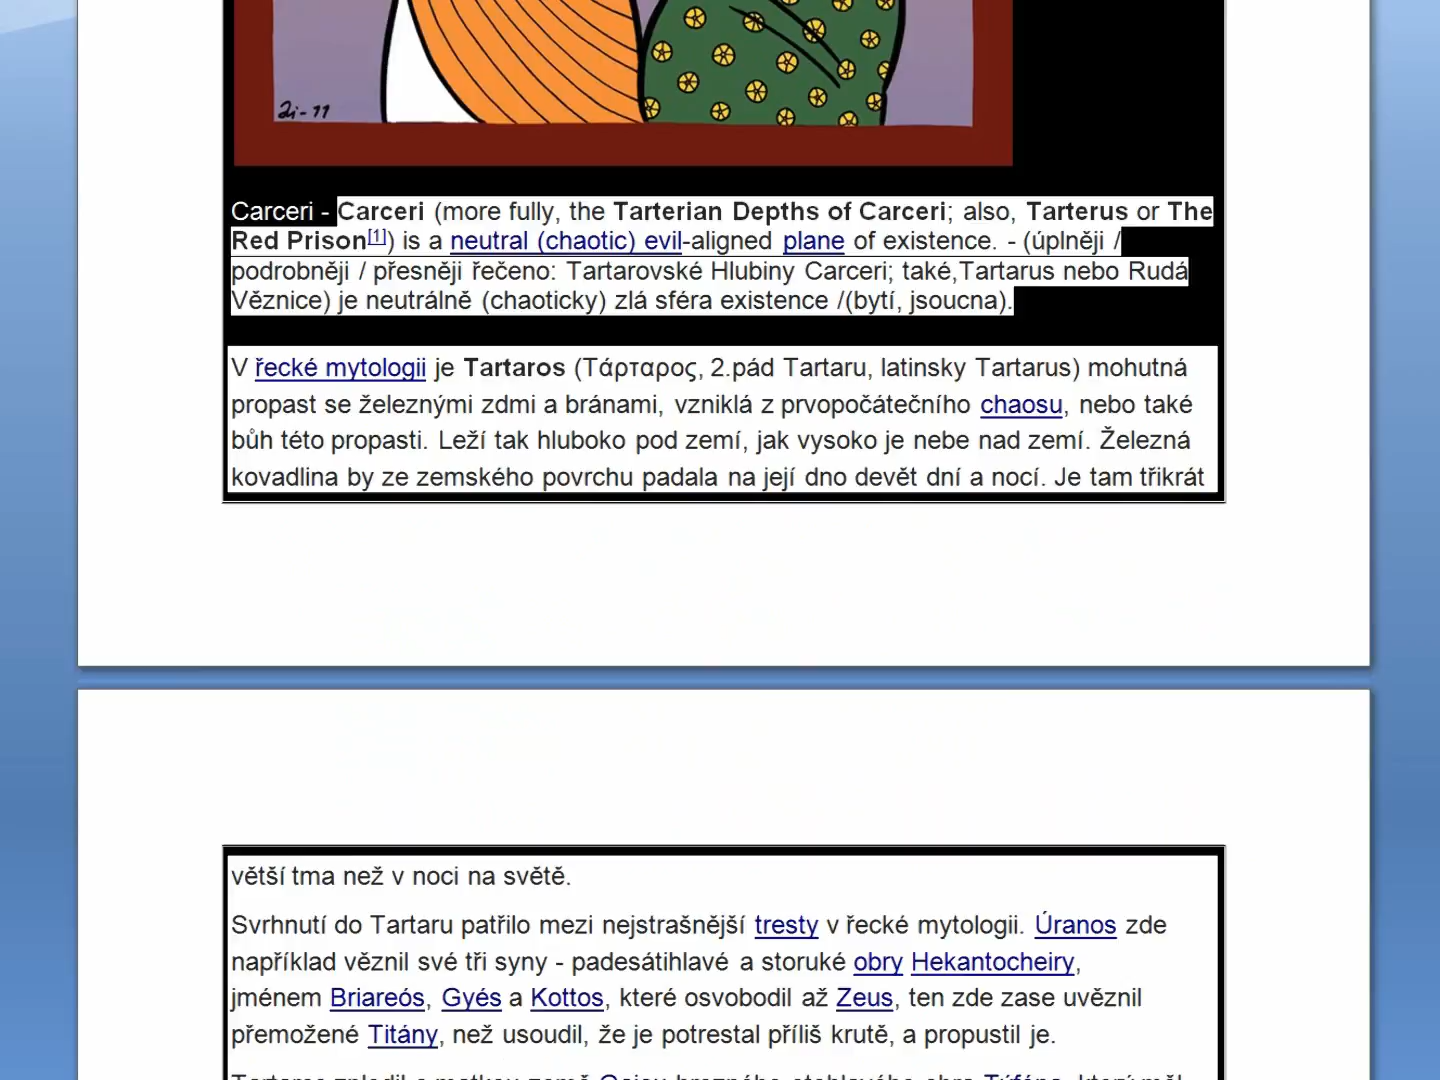 2i-11
Carceri - Carceri (more fully, the Tarterian Depths of Carceri; also, Tarterus or The
Red Prison[1]) is a neutral (chaotic) evil-aligned plane of existence. - (úplněji /
podrobněji / přesněji řečeno: Tartarovské Hlubiny Carceri; také,Tartarus nebo Rudá
Věznice) je neutrálně (chaoticky) zlá sféra existence /(bytí, jsoucna).
V řecké mytologii je Tartaros (Τάρταρος, 2.pád Tartaru, latinsky Tartarus) mohutná
propast se železnými zdmi a bránami, vzniklá z prvopočátečního chaosu, nebo také
bůh této propasti. Leží tak hluboko pod zemí, jak vysoko je nebe nad zemí. Železná
kovadlina by ze zemského povrchu padala na její dno devět dní a nocí. Je tam třikrát
větší tma než v noci na světě.
Svrhnutí do Tartaru patřilo mezi nejstrašnější tresty v řecké mytologii. Úranos zde
například věznil své tři syny - padesátihlavé a storuké obry Hekantocheiry,
jménem Briareós, Gyés a Kottos, které osvobodil až Zeus, ten zde zase uvěznil
přemožené Titány, než usoudil, že je potrestal příliš krutě, a propustil je.